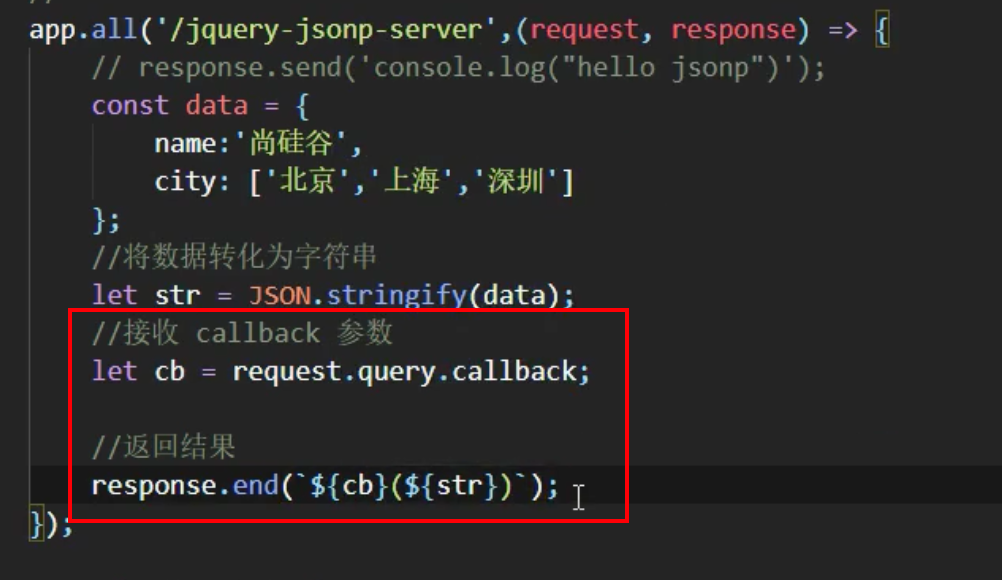 //
app.all('/jquery-jsonp-server',(request, response) => {
// response.send('console.log("hello jsonp")');
const data = {
name:'尚硅谷',
city: ['北京','上海','深圳']
};
//将数据转化为字符串
let str = JSON.stringify(data);
//接收 callback 参数
let cb = request.query.callback;
//返回结果
response.end(`${cb}(${str})`);
});